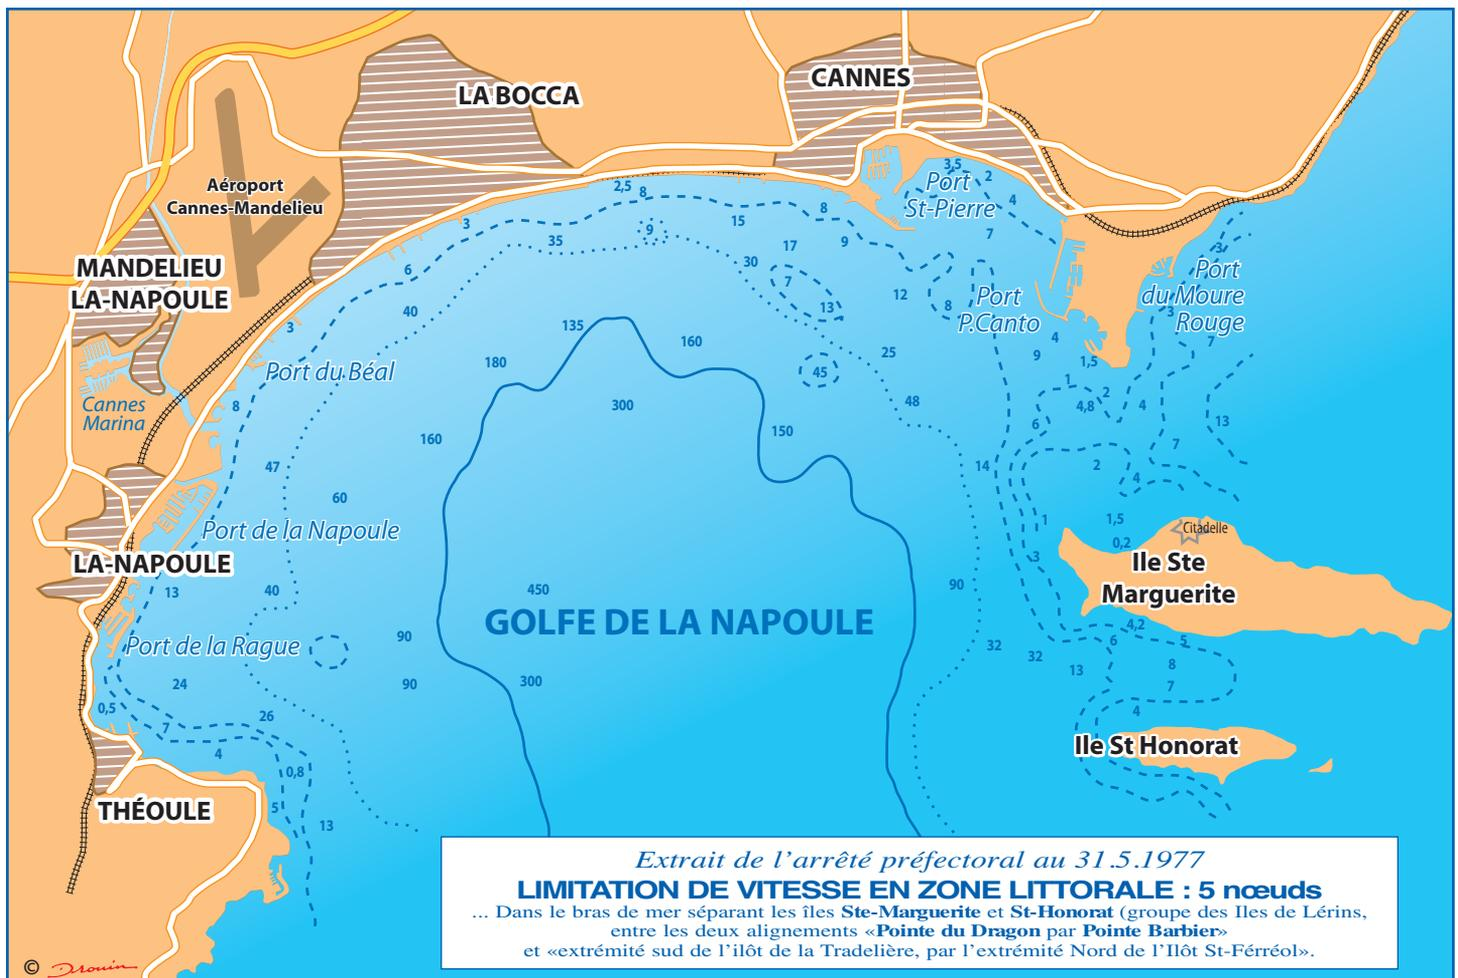 CANNES
LA BOCCA
3,5
2
Port
St-Pierre
4
Aéroport
Cannes-Mandelieu
2,5
8
3
15
8
7
35
9
17
9
3
MANDELIEU
LA-NAPOULE
6
30
7
12
8
13
Port
P.Canto
Port
du Moure
Rouge
3
40
3
135
160
4
7
180
25
9
1,5
Port du Béal
45
1
2
Cannes
Marina
8
300
48
4,8
4
13
160
150
6
7
47
14
2
4
60
Port de la Napoule
1
1,5
Citadelle
0,2
LA-NAPOULE
3
Ile Ste
Marguerite
13
40
450
90
GOLFE DE LA NAPOULE
4,2
90
6
5
Port de la Rague
32
32
13
8
7
24
90
300
0,5
26
4
7
4
Ile St Honorat
0,8
THÉOULE
5
13
Extrait de l'arrêté préfectoral au 31.5.1977
LIMITATION DE VITESSE EN ZONE LITTORALE : 5 nœuds
... Dans le bras de mer séparant les îles Ste-Marguerite et St-Honorat (groupe des Iles de Lérins,
entre les deux alignements «Pointe du Dragon par Pointe Barbier»
et «extrémité sud de l'ilôt de la Tradelière, par l'extrémité Nord de l'Ilôt St-Férréol».
© Drouin